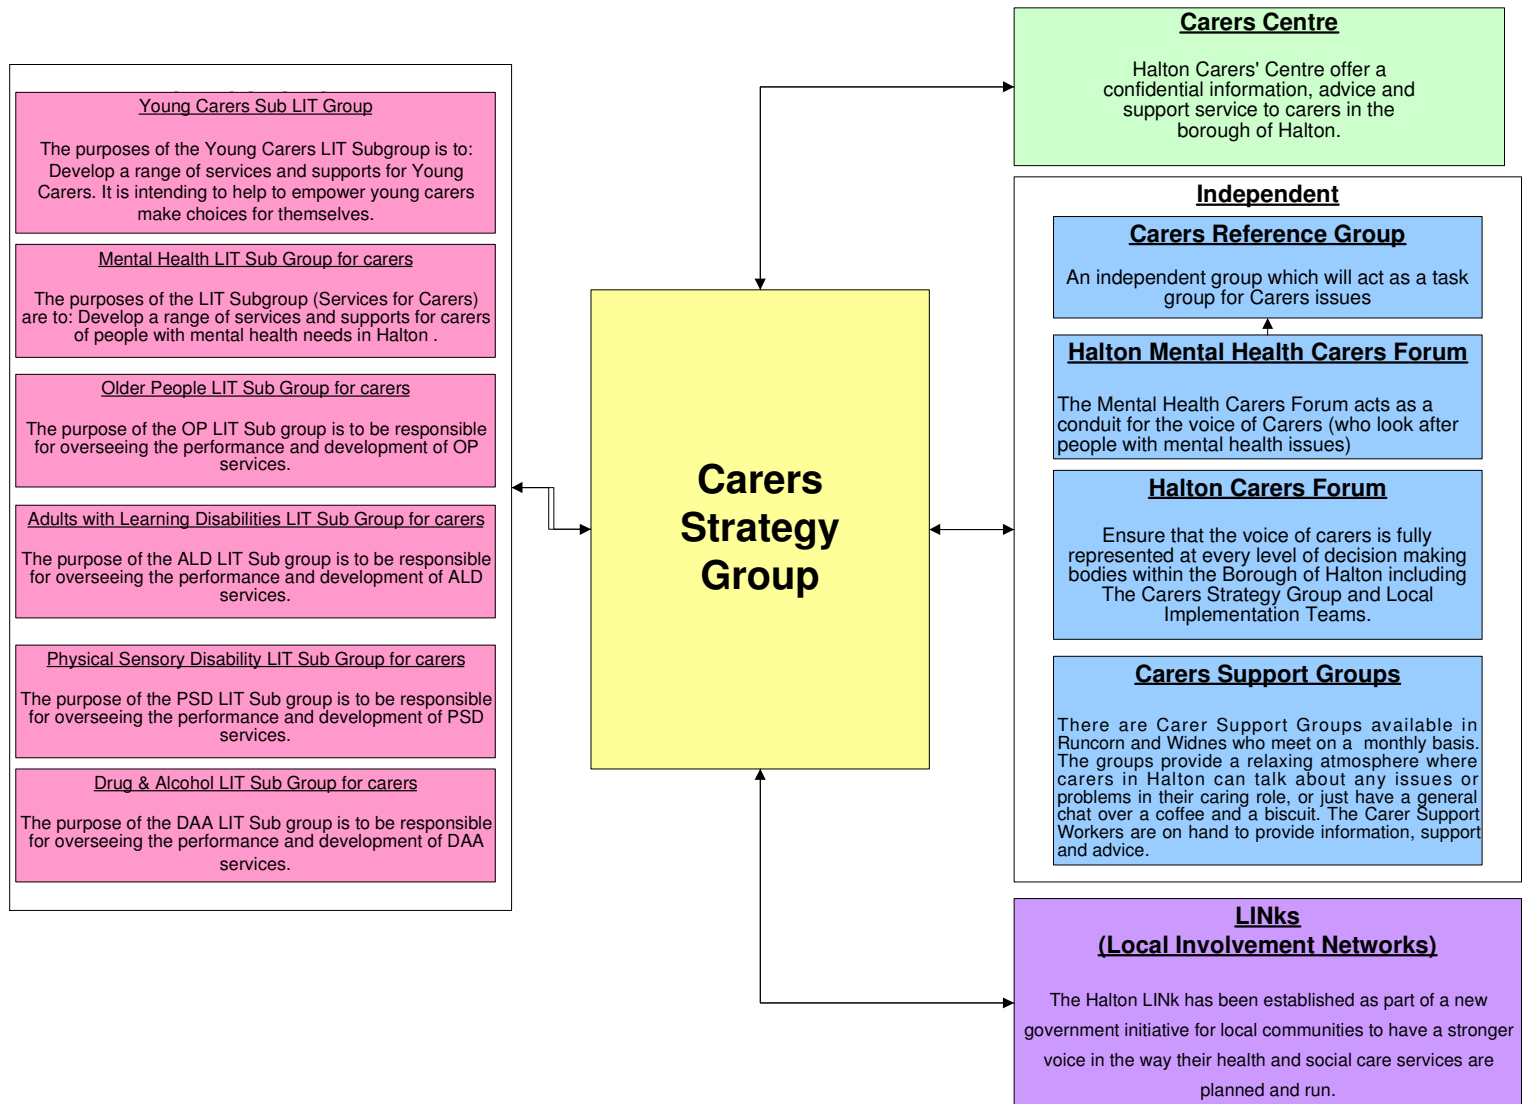 Young Carers Sub LIT Group
The purposes of the Young Carers LIT Subgroup is to:
Develop a range of services and supports for Young
Carers. It is intending to help to empower young carers
make choices for themselves.
Mental Health LIT Sub Group for carers
The purposes of the LIT Subgroup (Services for Carers)
are to: Develop a range of services and supports for carers
of people with mental health needs in Halton .
Older People LIT Sub Group for carers
The purpose of the OP LIT Sub group is to be responsible
for overseeing the performance and development of OP
services.
Adults with Learning Disabilities LIT Sub Group for carers
The purpose of the ALD LIT Sub group is to be responsible
for overseeing the performance and development of ALD
services.
Physical Sensory Disability LIT Sub Group for carers
The purpose of the PSD LIT Sub group is to be responsible
for overseeing the performance and development of PSD
services.
Drug & Alcohol LIT Sub Group for carers
The purpose of the DAA LIT Sub group is to be responsible
for overseeing the performance and development of DAA
services.
Carers
Strategy
Group
Carers Centre
Halton Carers' Centre offer a
confidential information, advice and
support service to carers in the
borough of Halton.
Independent
Carers Reference Group
An independent group which will act as a task
group for Carers issues
Halton Mental Health Carers Forum
The Mental Health Carers Forum acts as a
conduit for the voice of Carers (who look after
people with mental health issues)
Halton Carers Forum
Ensure that the voice of carers is fully
represented at every level of decision making
bodies within the Borough of Halton including
The Carers Strategy Group and Local
Implementation Teams.
Carers Support Groups
There are Carer Support Groups available in
Runcorn and Widnes who meet on a monthly basis.
The groups provide a relaxing atmosphere where
carers in Halton can talk about any issues or
problems in their caring role, or just have a general
chat over a coffee and a biscuit. The Carer Support
Workers are on hand to provide information, support
and advice.
LINks
(Local Involvement Networks)
The Halton LINk has been established as part of a new
government initiative for local communities to have a stronger
voice in the way their health and social care services are
planned and run.